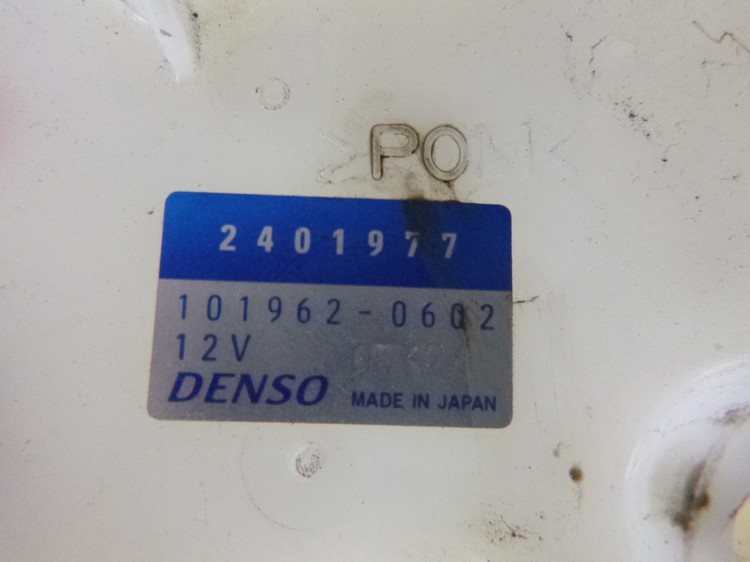 PO
2401977
101962-0602
12V
DENSO MADE IN JAPAN